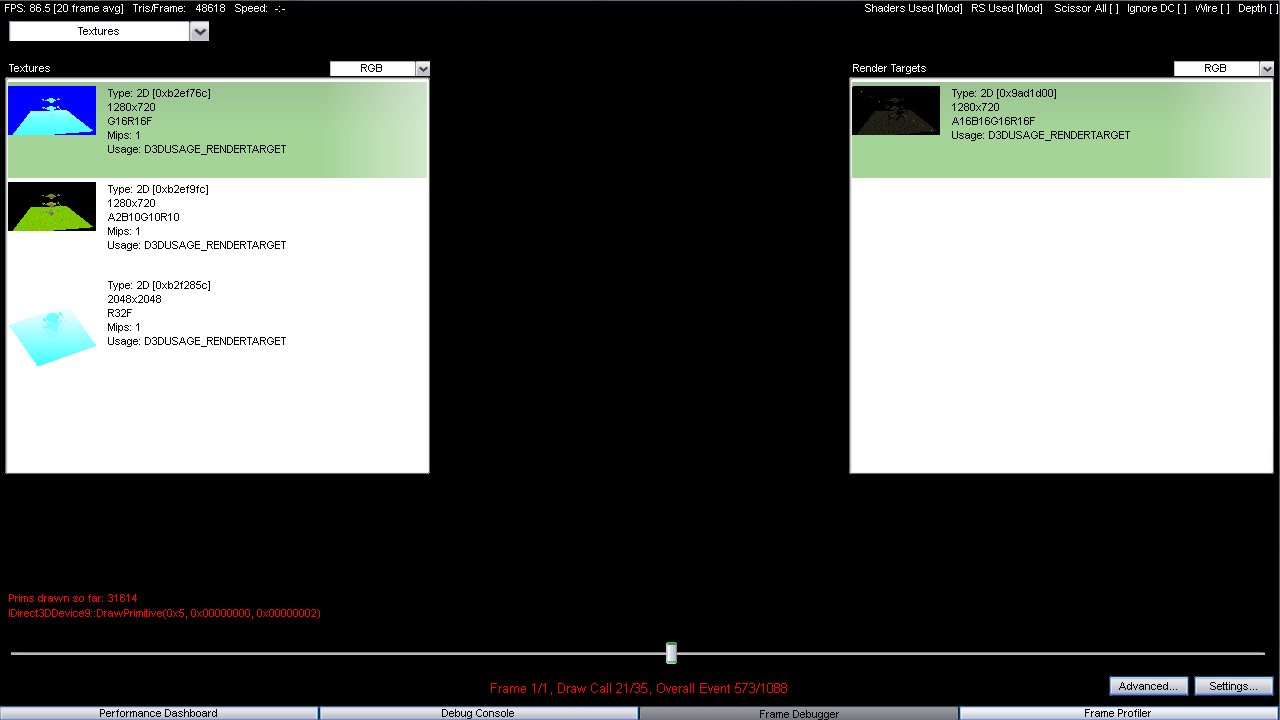 FPS: 86.5 [20 frame avg] Tris/Frame: 48618 Speed: -:- Shaders Used [Mod] RS Used [Mod] Scissor All [ ] Ignore DC [ ] Wire [ ] Depth [ ]
Textures
Textures RGB
Type: 2D [0xb2ef76c]
1280x720
G16R16F
Mips: 1
Usage: D3DUSAGE_RENDERTARGET
Type: 2D [0xb2ef9fc]
1280x720
A2B10G10R10
Mips: 1
Usage: D3DUSAGE_RENDERTARGET
Type: 2D [0xb2f285c]
2048x2048
R32F
Mips: 1
Usage: D3DUSAGE_RENDERTARGET
Render Targets RGB
Type: 2D [0x9ad1d00]
1280x720
A16B16G16R16F
Usage: D3DUSAGE_RENDERTARGET
Prims drawn so far: 31614
IDirect3DDevice9::DrawPrimitive(0x5, 0x00000000, 0x00000002)
Frame 1/1, Draw Call 21/35, Overall Event 573/1088
Advanced... Settings...
Performance Dashboard Debug Console Frame Debugger Frame Profiler